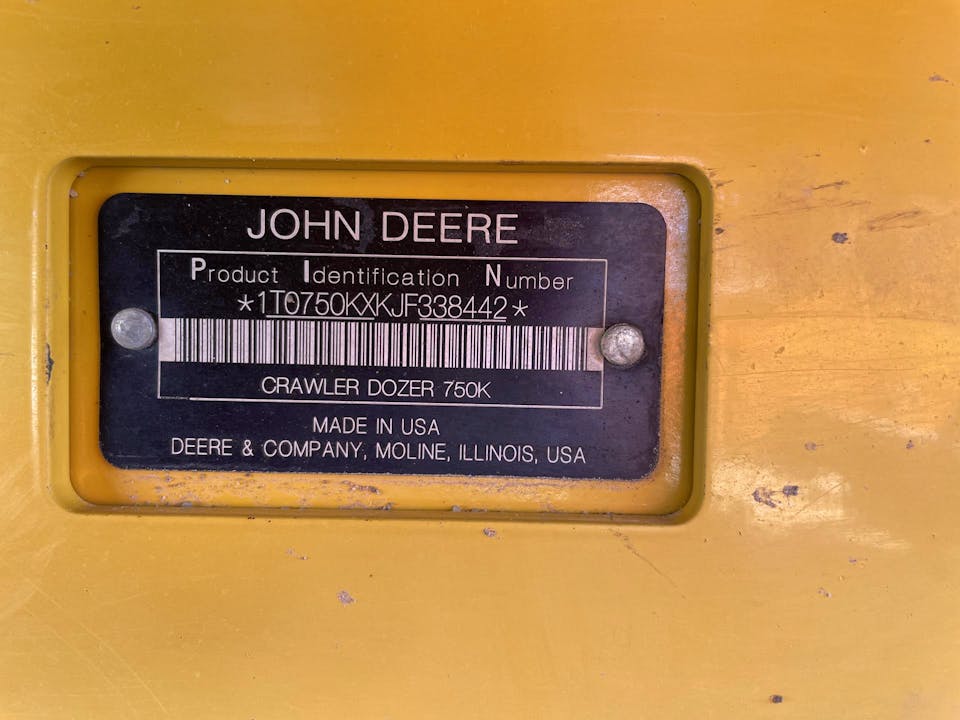 JOHN DEERE
Product Identification Number
*1T0750KXKJF338442*
CRAWLER DOZER 750K
MADE IN USA
DEERE & COMPANY, MOLINE, ILLINOIS, USA